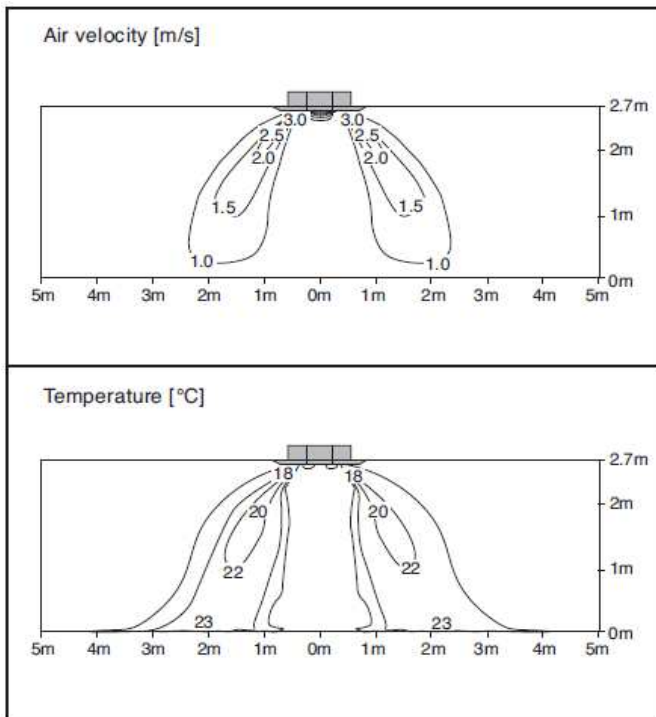 Air velocity [m/s]
3.0 3.0 2.7m
2.5 2.5
2.0 2.0 2m
1.5 1.5 1m
1.0 1.0
0m
5m 4m 3m 2m 1m 0m 1m 2m 3m 4m 5m
Temperature [°C]
2.7m
18 18
20 20 2m
22 22 1m
23 23 0m
5m 4m 3m 2m 1m 0m 1m 2m 3m 4m 5m